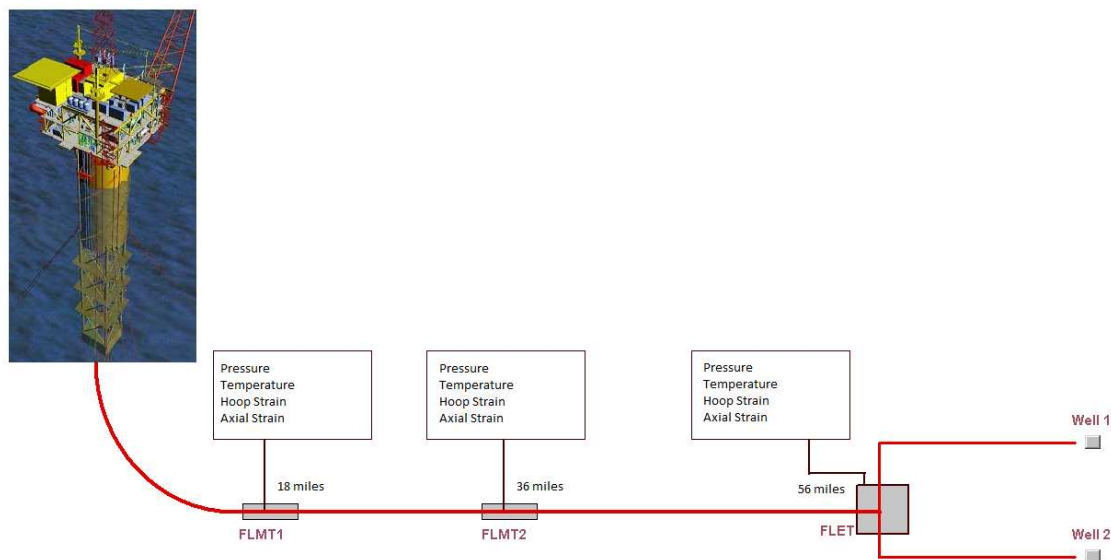 Pressure
Temperature
Hoop Strain
Axial Strain
Pressure
Temperature
Hoop Strain
Axial Strain
Pressure
Temperature
Hoop Strain
Axial Strain
Well 1
18 miles
36 miles
56 miles
FLMT1
FLMT2
FLET
Well 2